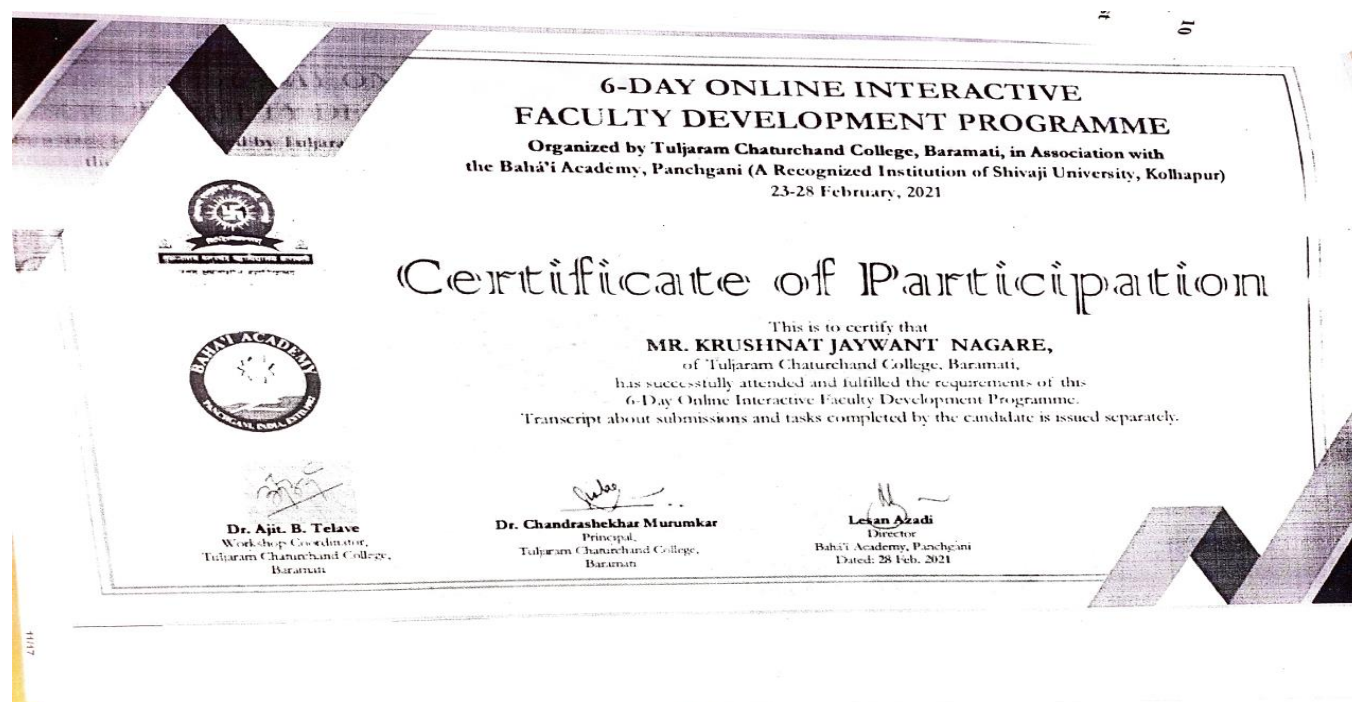 6-DAY ONLINE INTERACTIVE
FACULTY DEVELOPMENT PROGRAMME
Organized by Tuljaram Chaturchand College, Baramati, in Association with
the Bahá'i Academy, Panchgani (A Recognized Institution of Shivaji University, Kolhapur)
23-28 February, 2021
Certificate of Participation
BAHÁ'I ACADEMY
PANCHGANI, INDIA
This is to certify that
MR. KRUSHNAT JAYWANT NAGARE,
of Tuljaram Chaturchand College, Baramati,
has successfully attended and fulfilled the requirements of this
6-Day Online Interactive Faculty Development Programme.
Transcript about submissions and tasks completed by the candidate is issued separately.
Dr. Ajit. B. Telave
Workshop Coordinator,
Tuljaram Chaturchand College,
Baramati
Dr. Chandrashekhar Murumkar
Principal,
Tuljaram Chaturchand College,
Baramati
Lesan Azadi
Director
Bahá'i Academy, Panchgani
Dated: 28 Feb. 2021
11/17